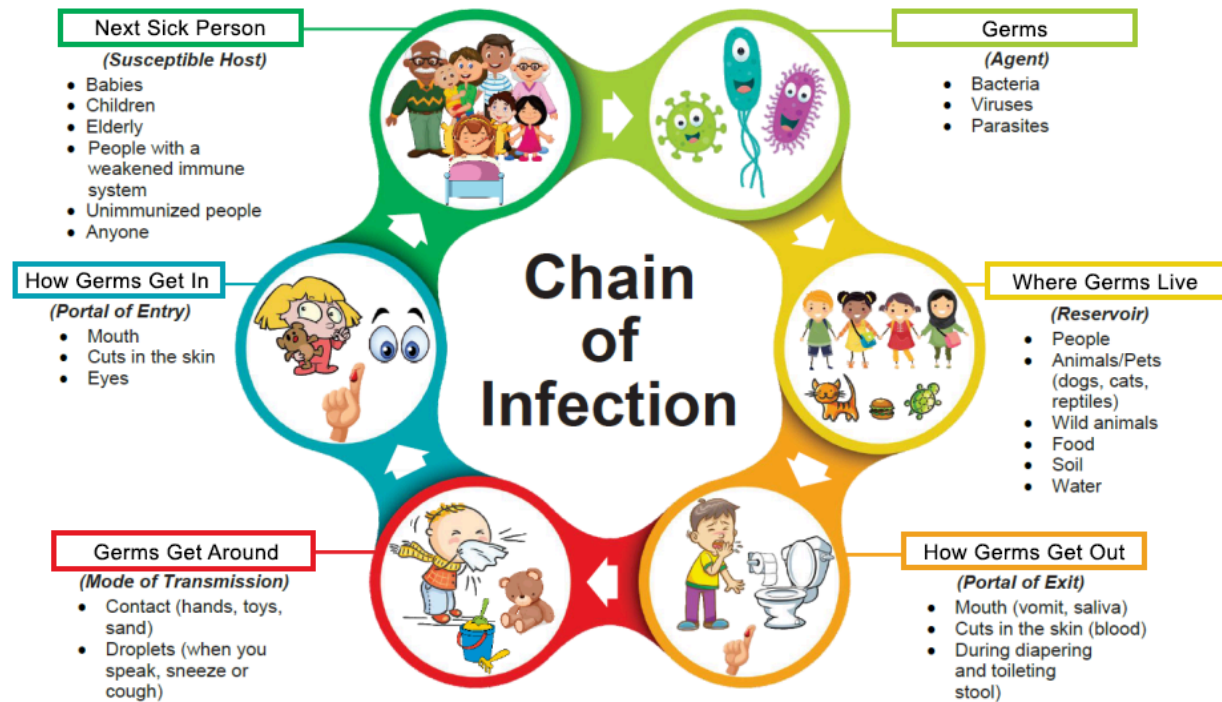 Next Sick Person
(Susceptible Host)
• Babies
• Children
• Elderly
• People with a
weakened immune
system
• Unimmunized people
• Anyone
Germs
(Agent)
• Bacteria
• Viruses
• Parasites
Chain
of
Infection
How Germs Get In
(Portal of Entry)
• Mouth
• Cuts in the skin
• Eyes
Where Germs Live
(Reservoir)
• People
• Animals/Pets
(dogs, cats,
reptiles)
• Wild animals
• Food
• Soil
• Water
Germs Get Around
(Mode of Transmission)
• Contact (hands, toys,
sand)
• Droplets (when you
speak, sneeze or
cough)
How Germs Get Out
(Portal of Exit)
• Mouth (vomit, saliva)
• Cuts in the skin (blood)
• During diapering
and toileting
stool)